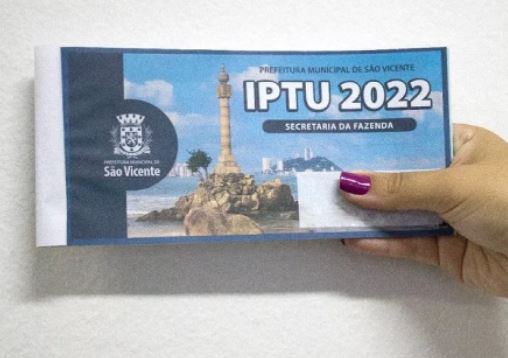 PREFEITURA MUNICIPAL DE SÃO VICENTE
IPTU 2022
SECRETARIA DA FAZENDA
PREFEITURA MUNICIPAL DE
São Vicente